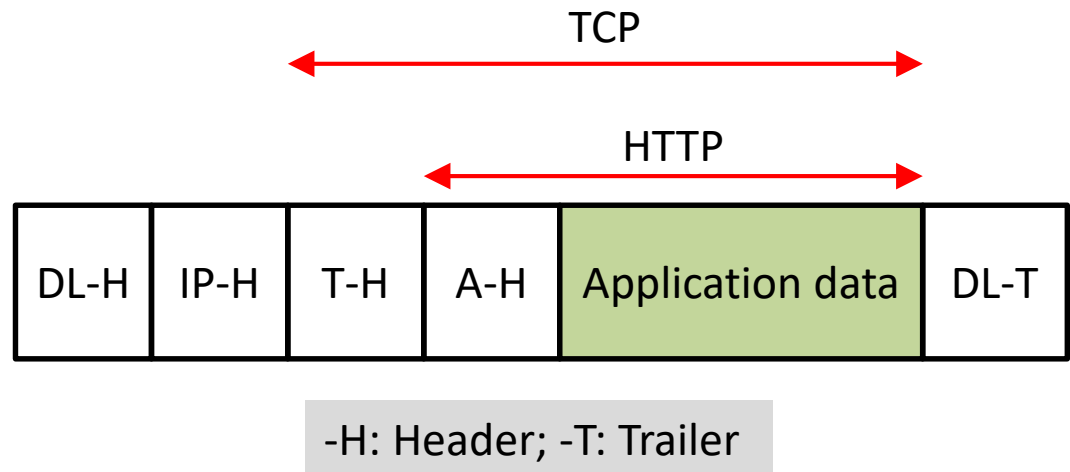 TCP
HTTP
DL-H IP-H T-H A-H Application data DL-T
-H: Header; -T: Trailer